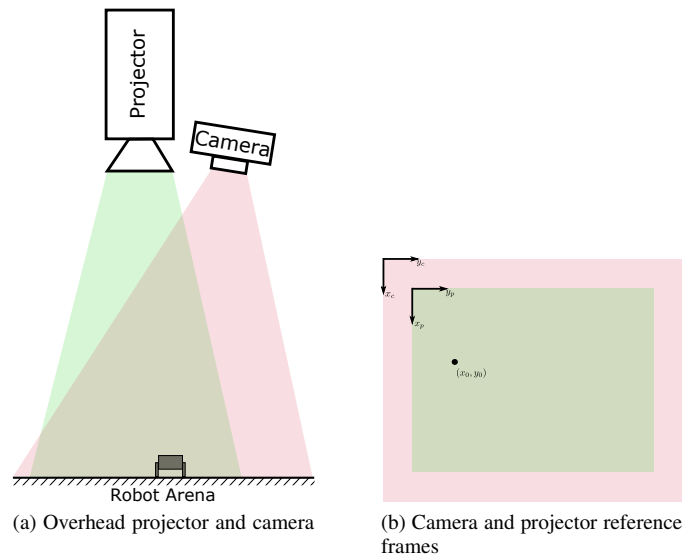 Projector
Camera
Robot Arena
(a) Overhead projector and camera
y_c
x_c
y_p
x_p
(x_0, y_0)
(b) Camera and projector reference
frames